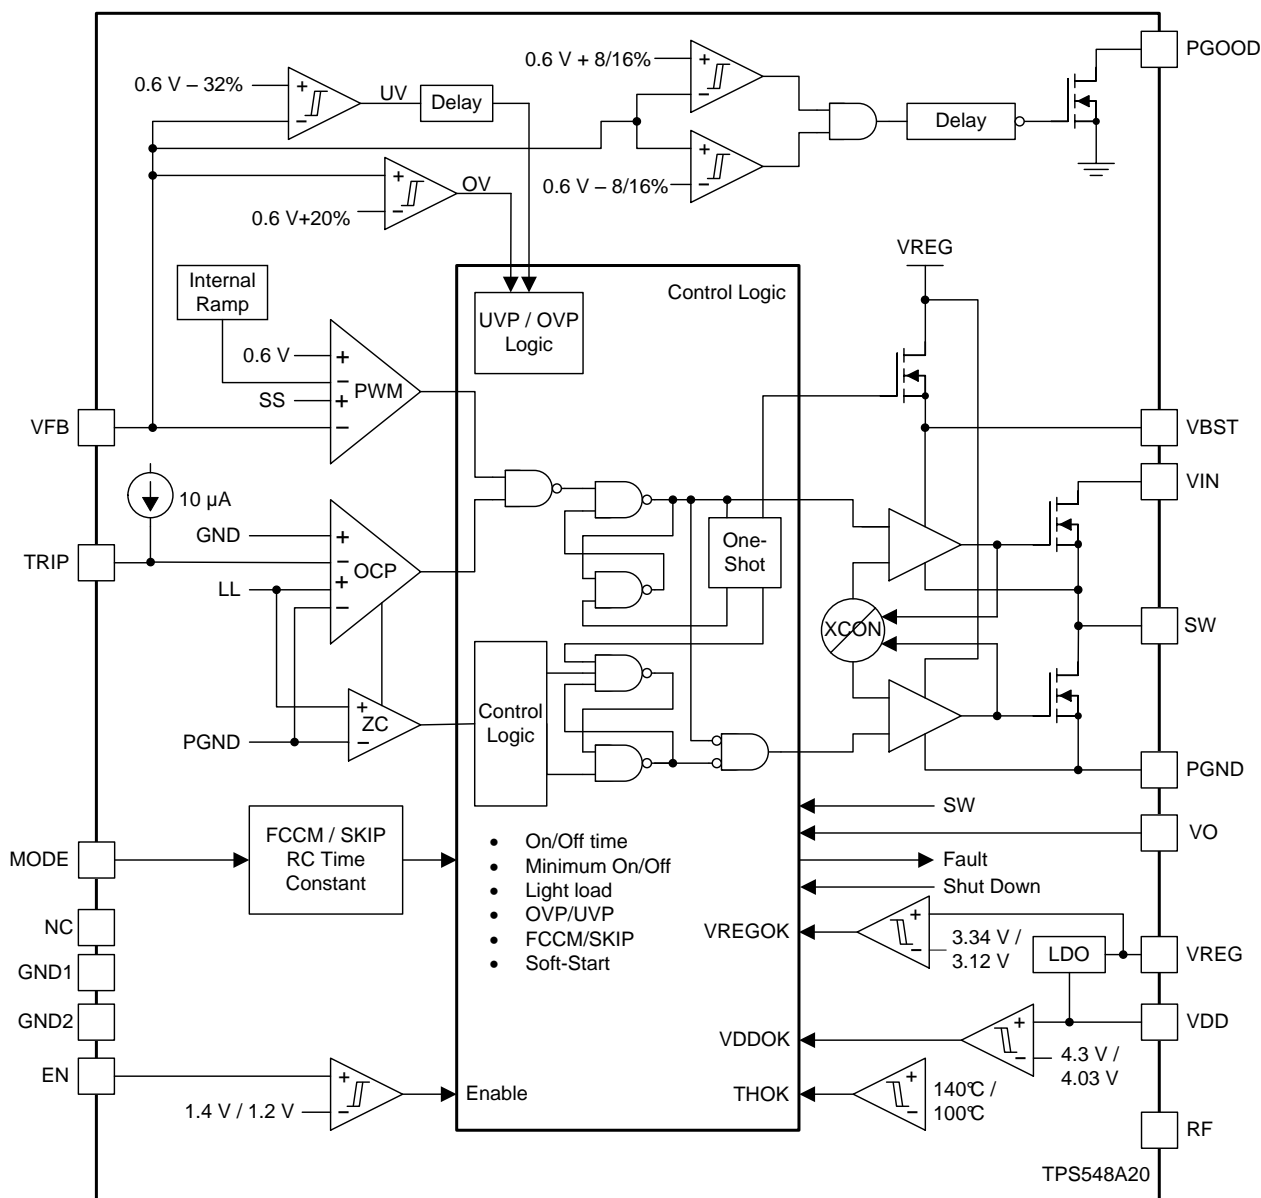 PGOOD
0.6 V + 8/16%
0.6 V – 32%
+
–
UV
Delay
+
–
Delay
+
–
0.6 V – 8/16%
+
–
OV
0.6 V+20%
VREG
Internal
Ramp
Control Logic
UVP / OVP
Logic
0.6 V
+
–
SS
+
–
PWM
VFB
VBST
VIN
10 µA
GND
TRIP
LL
+
–
+
–
OCP
One-
Shot
XCON
SW
Control
Logic
+
–
ZC
PGND
PGND
SW
VO
MODE
FCCM / SKIP
RC Time
Constant
• On/Off time
• Minimum On/Off
• Light load
• OVP/UVP
• FCCM/SKIP
• Soft-Start
Fault
Shut Down
NC
VREGOK
+
–
3.34 V /
3.12 V
LDO
VREG
GND1
GND2
VDD
VDDOK
+
–
4.3 V /
4.03 V
EN
+
–
1.4 V / 1.2 V
Enable
THOK
+
–
140°C /
100°C
RF
TPS548A20